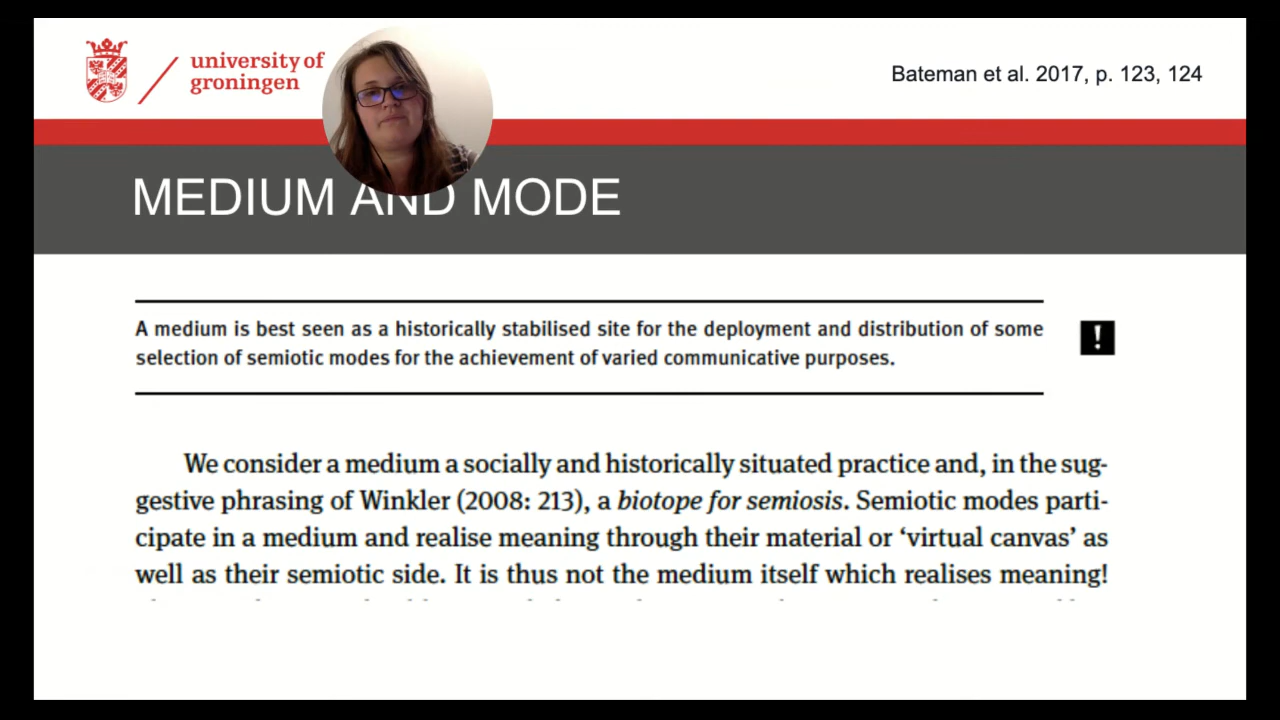 university of
groningen
Bateman et al. 2017, p. 123, 124
MEDIUM AND MODE
A medium is best seen as a historically stabilised site for the deployment and distribution of some
selection of semiotic modes for the achievement of varied communicative purposes.
!
We consider a medium a socially and historically situated practice and, in the sug-
gestive phrasing of Winkler (2008: 213), a biotope for semiosis. Semiotic modes parti-
cipate in a medium and realise meaning through their material or ‘virtual canvas’ as
well as their semiotic side. It is thus not the medium itself which realises meaning!